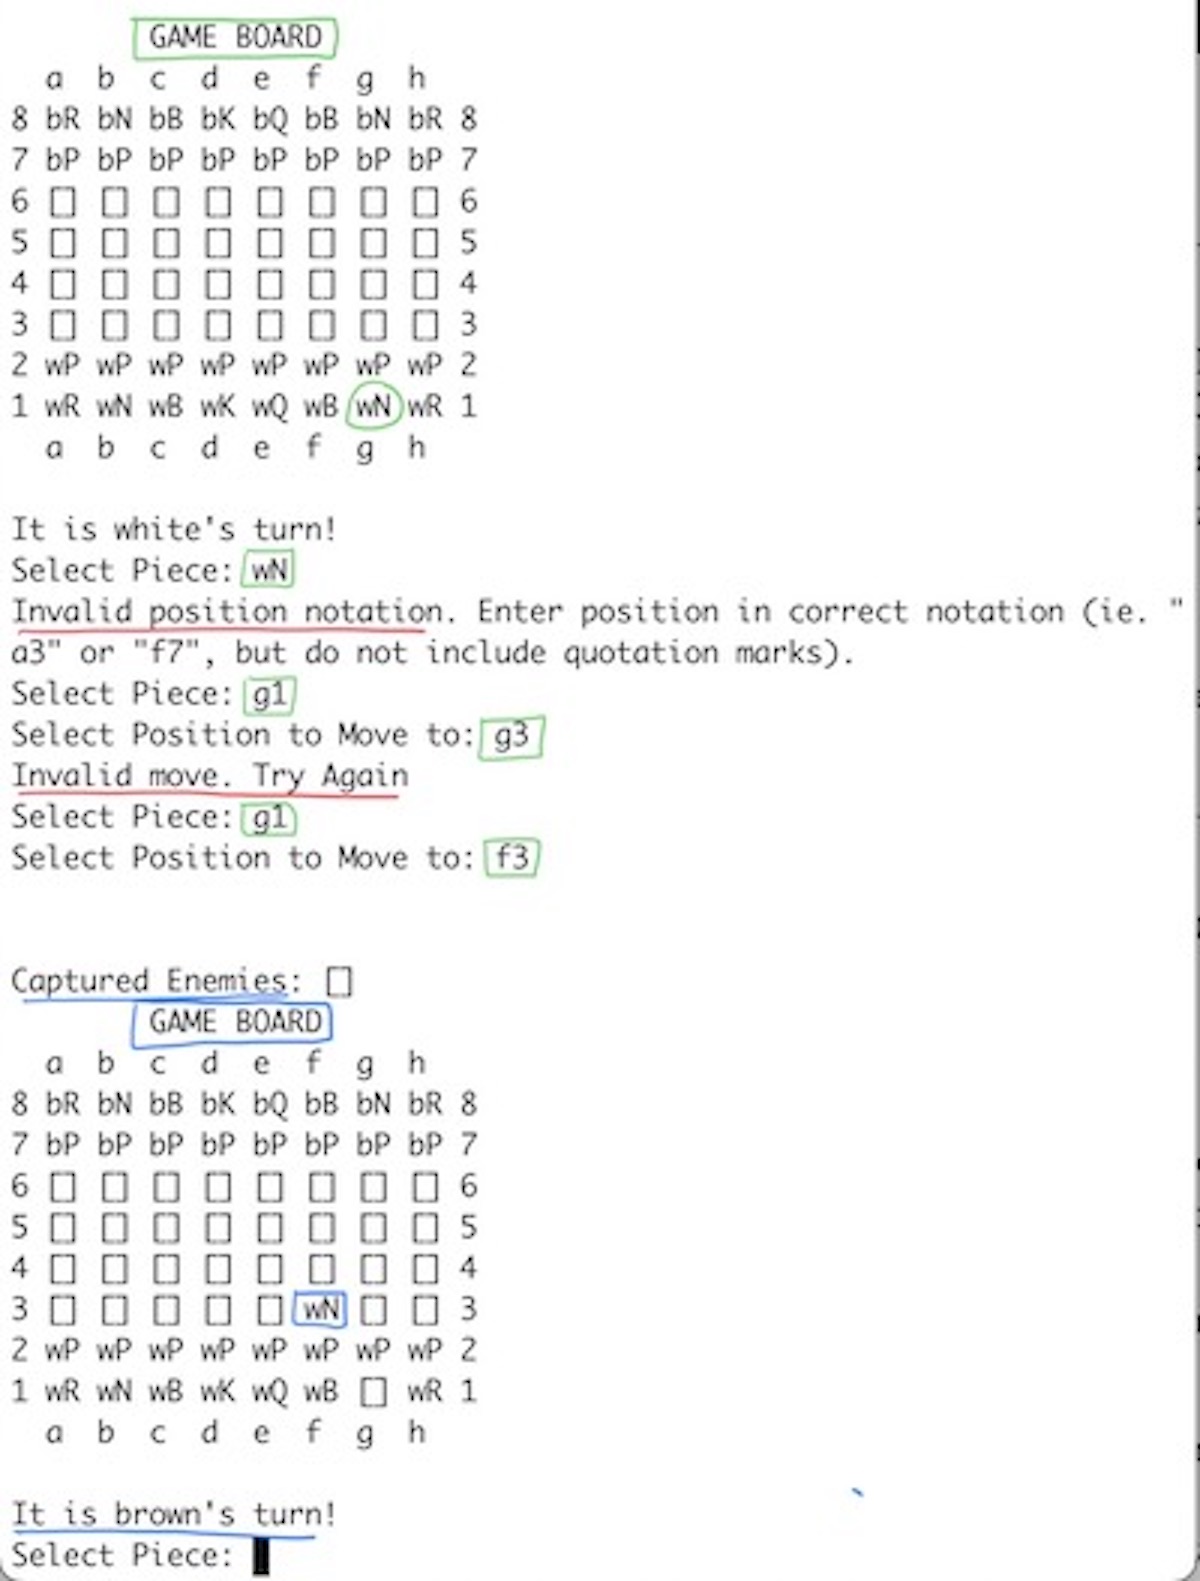 GAME BOARD
a b c d e f g h
8 bR bN bB bK bQ bB bN bR 8
7 bP bP bP bP bP bP bP bP 7
6 □ □ □ □ □ □ □ □ 6
5 □ □ □ □ □ □ □ □ 5
4 □ □ □ □ □ □ □ □ 4
3 □ □ □ □ □ □ □ □ 3
2 wP wP wP wP wP wP wP wP 2
1 wR wN wB wK wQ wB wN wR 1
a b c d e f g h
It is white's turn!
Select Piece: wN
Invalid position notation. Enter position in correct notation (ie. "
a3" or "f7", but do not include quotation marks).
Select Piece: g1
Select Position to Move to: g3
Invalid move. Try Again
Select Piece: g1
Select Position to Move to: f3
Captured Enemies: □
GAME BOARD
a b c d e f g h
8 bR bN bB bK bQ bB bN bR 8
7 bP bP bP bP bP bP bP bP 7
6 □ □ □ □ □ □ □ □ 6
5 □ □ □ □ □ □ □ □ 5
4 □ □ □ □ □ □ □ □ 4
3 □ □ □ □ □ wN □ □ 3
2 wP wP wP wP wP wP wP wP 2
1 wR wN wB wK wQ wB □ wR 1
a b c d e f g h
It is brown's turn!
Select Piece: